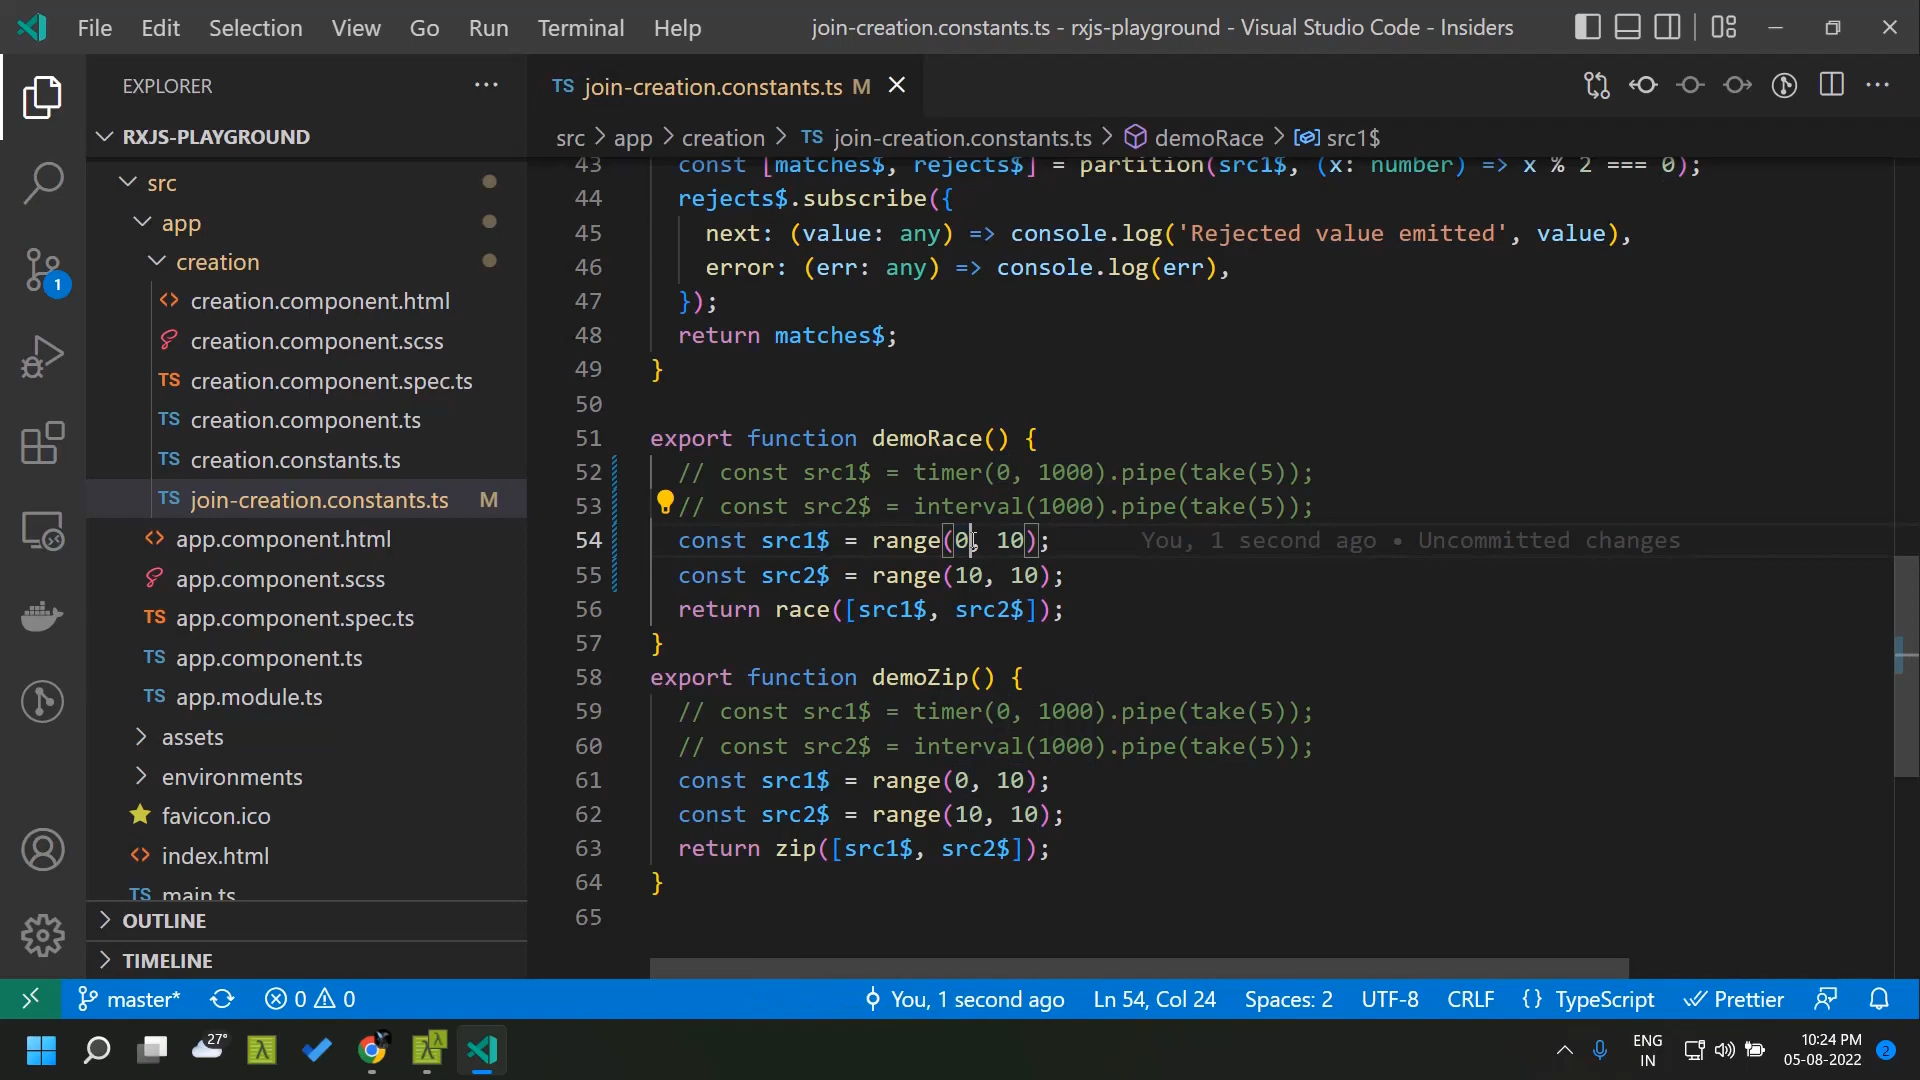 File Edit Selection View Go Run Terminal Help
join-creation.constants.ts - rxjs-playground - Visual Studio Code - Insiders
EXPLORER
RXJS-PLAYGROUND
src
app
creation
creation.component.html
creation.component.scss
TS creation.component.spec.ts
TS creation.component.ts
TS creation.constants.ts
TS join-creation.constants.ts M
app.component.html
app.component.scss
TS app.component.spec.ts
TS app.component.ts
TS app.module.ts
assets
environments
favicon.ico
index.html
TS main.ts
OUTLINE
TIMELINE
1
TS join-creation.constants.ts M
src > app > creation > TS join-creation.constants.ts > demoRace > src1$
43 const [matches$, rejects$] = partition(src1$, (x: number) => x % 2 === 0);
44 rejects$.subscribe({
45 next: (value: any) => console.log('Rejected value emitted', value),
46 error: (err: any) => console.log(err),
47 });
48 return matches$;
49 }
50
51 export function demoRace() {
52 // const src1$ = timer(0, 1000).pipe(take(5));
53 // const src2$ = interval(1000).pipe(take(5));
54 const src1$ = range(0, 10); You, 1 second ago • Uncommitted changes
55 const src2$ = range(10, 10);
56 return race([src1$, src2$]);
57 }
58 export function demoZip() {
59 // const src1$ = timer(0, 1000).pipe(take(5));
60 // const src2$ = interval(1000).pipe(take(5));
61 const src1$ = range(0, 10);
62 const src2$ = range(10, 10);
63 return zip([src1$, src2$]);
64 }
65
master* 0 0 You, 1 second ago Ln 54, Col 24 Spaces: 2 UTF-8 CRLF {} TypeScript Prettier
27°
ENG
IN
10:24 PM
05-08-2022
2